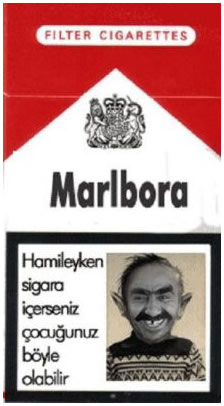 FILTER CIGARETTES
Marlbora
Hamileyken
sigara
içerseniz
çocuğunuz
böyle
olabilir